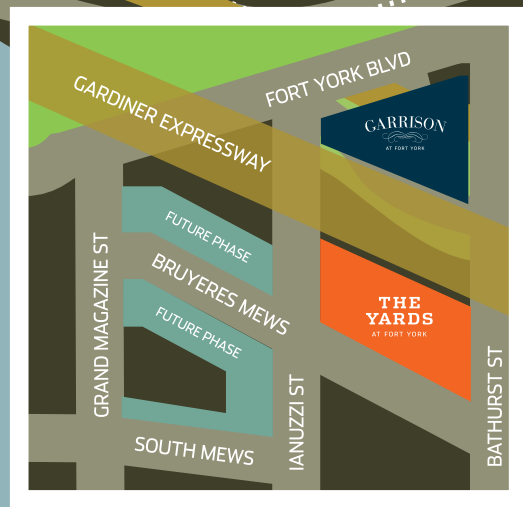 FORT YORK BLVD
GARDINER EXPRESSWAY
GARRISON
AT FORT YORK
FUTURE PHASE
BRUYERES MEWS
FUTURE PHASE
THE
YARDS
AT FORT YORK
GRAND MAGAZINE ST
IANUZZI ST
BATHURST ST
SOUTH MEWS